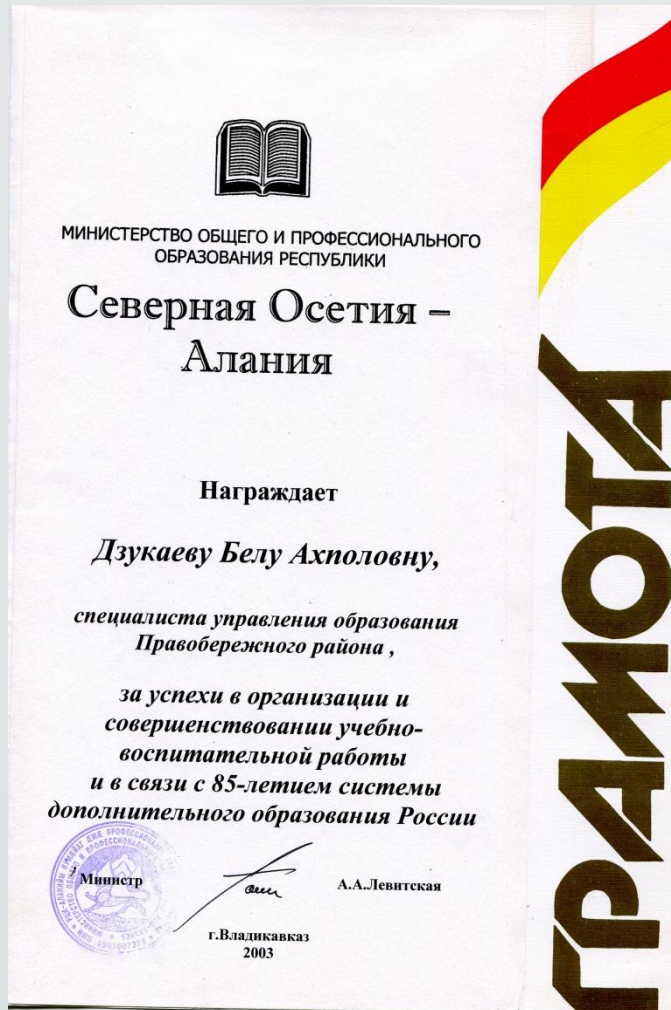 МИНИСТЕРСТВО ОБЩЕГО И ПРОФЕССИОНАЛЬНОГО
ОБРАЗОВАНИЯ РЕСПУБЛИКИ
Северная Осетия –
Алания
Награждает
Дзукаеву Белу Ахполовну,
специалиста управления образования
Правобережного района ,
за успехи в организации и
совершенствовании учебно-
воспитательной работы
и в связи с 85-летием системы
дополнительного образования России
Министр
А.А.Левитская
г.Владикавказ
2003
ГРАМОТА